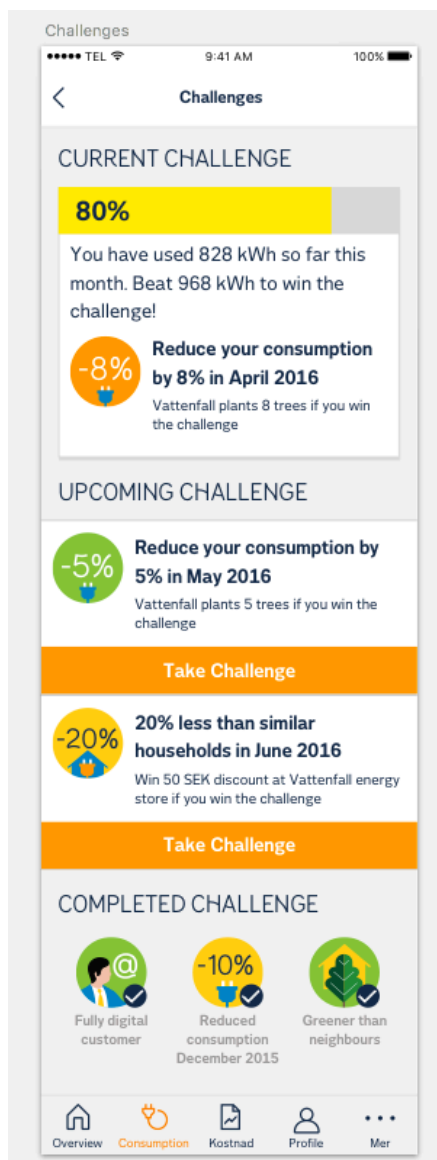 Challenges
TEL
9:41 AM
100%
Challenges
CURRENT CHALLENGE
80%
You have used 828 kWh so far this
month. Beat 968 kWh to win the
challenge!
-8%
Reduce your consumption
by 8% in April 2016
Vattenfall plants 8 trees if you win
the challenge
UPCOMING CHALLENGE
-5%
Reduce your consumption by
5% in May 2016
Vattenfall plants 5 trees if you win the
challenge
Take Challenge
-20%
20% less than similar
households in June 2016
Win 50 SEK discount at Vattenfall energy
store if you win the challenge
Take Challenge
COMPLETED CHALLENGE
@
Fully digital
customer
-10%
Reduced
consumption
December 2015
Greener than
neighbours
Overview
Consumption
Kostnad
Profile
Mer